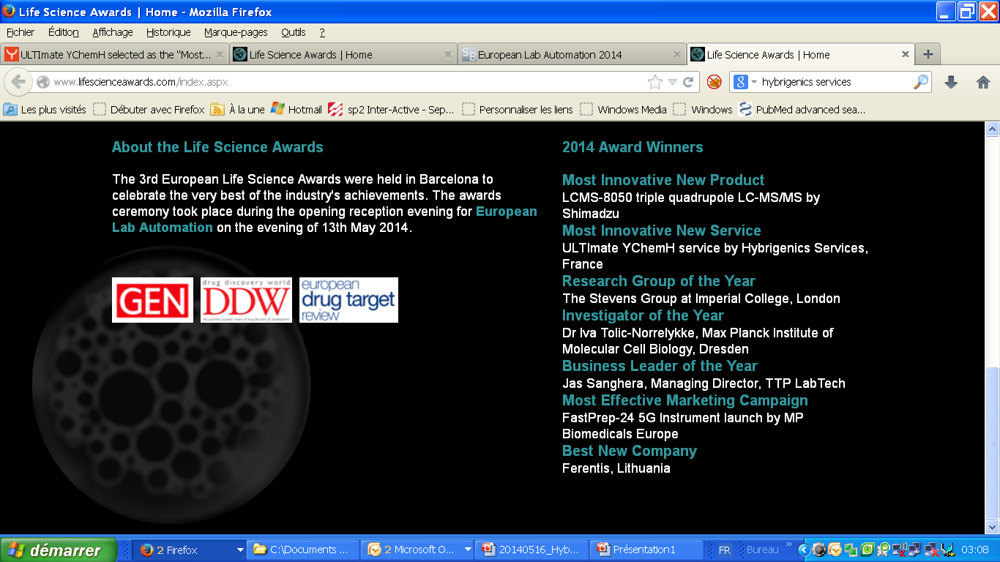 Life Science Awards | Home - Mozilla Firefox
Fichier Édition Affichage Historique Marque-pages Outils ?
ULTImate YChemH selected as the “Most... Life Science Awards | Home European Lab Automation 2014 Life Science Awards | Home
www.lifescienceawards.com/index.aspx hybrigenics services
Les plus visités Débuter avec Firefox À la une Hotmail sp2 Inter-Active - Sep... Personnaliser les liens Windows Media Windows PubMed advanced sea...
About the Life Science Awards
The 3rd European Life Science Awards were held in Barcelona to
celebrate the very best of the industry's achievements. The awards
ceremony took place during the opening reception evening for European
Lab Automation on the evening of 13th May 2014.
GEN
drug discovery world
DDW
the quarterly business review of drug discovery & development
european
drug target
review
2014 Award Winners
Most Innovative New Product
LCMS-8050 triple quadrupole LC-MS/MS by
Shimadzu
Most Innovative New Service
ULTImate YChemH service by Hybrigenics Services,
France
Research Group of the Year
The Stevens Group at Imperial College, London
Investigator of the Year
Dr Iva Tolic-Norrelykke, Max Planck Institute of
Molecular Cell Biology, Dresden
Business Leader of the Year
Jas Sanghera, Managing Director, TTP LabTech
Most Effective Marketing Campaign
FastPrep-24 5G Instrument launch by MP
Biomedicals Europe
Best New Company
Ferentis, Lithuania
démarrer 2 Firefox C:\Documents ... 2 Microsoft O... 20140516_Hyb... Présentation1 FR Bureau » 03:08